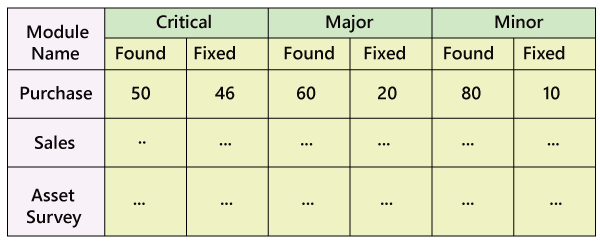 Module Name Critical Major Minor
Found Fixed Found Fixed Found Fixed
Purchase 50 46 60 20 80 10
Sales .. ... ... ... ... ...
Asset Survey ... ... ... ... ... ...